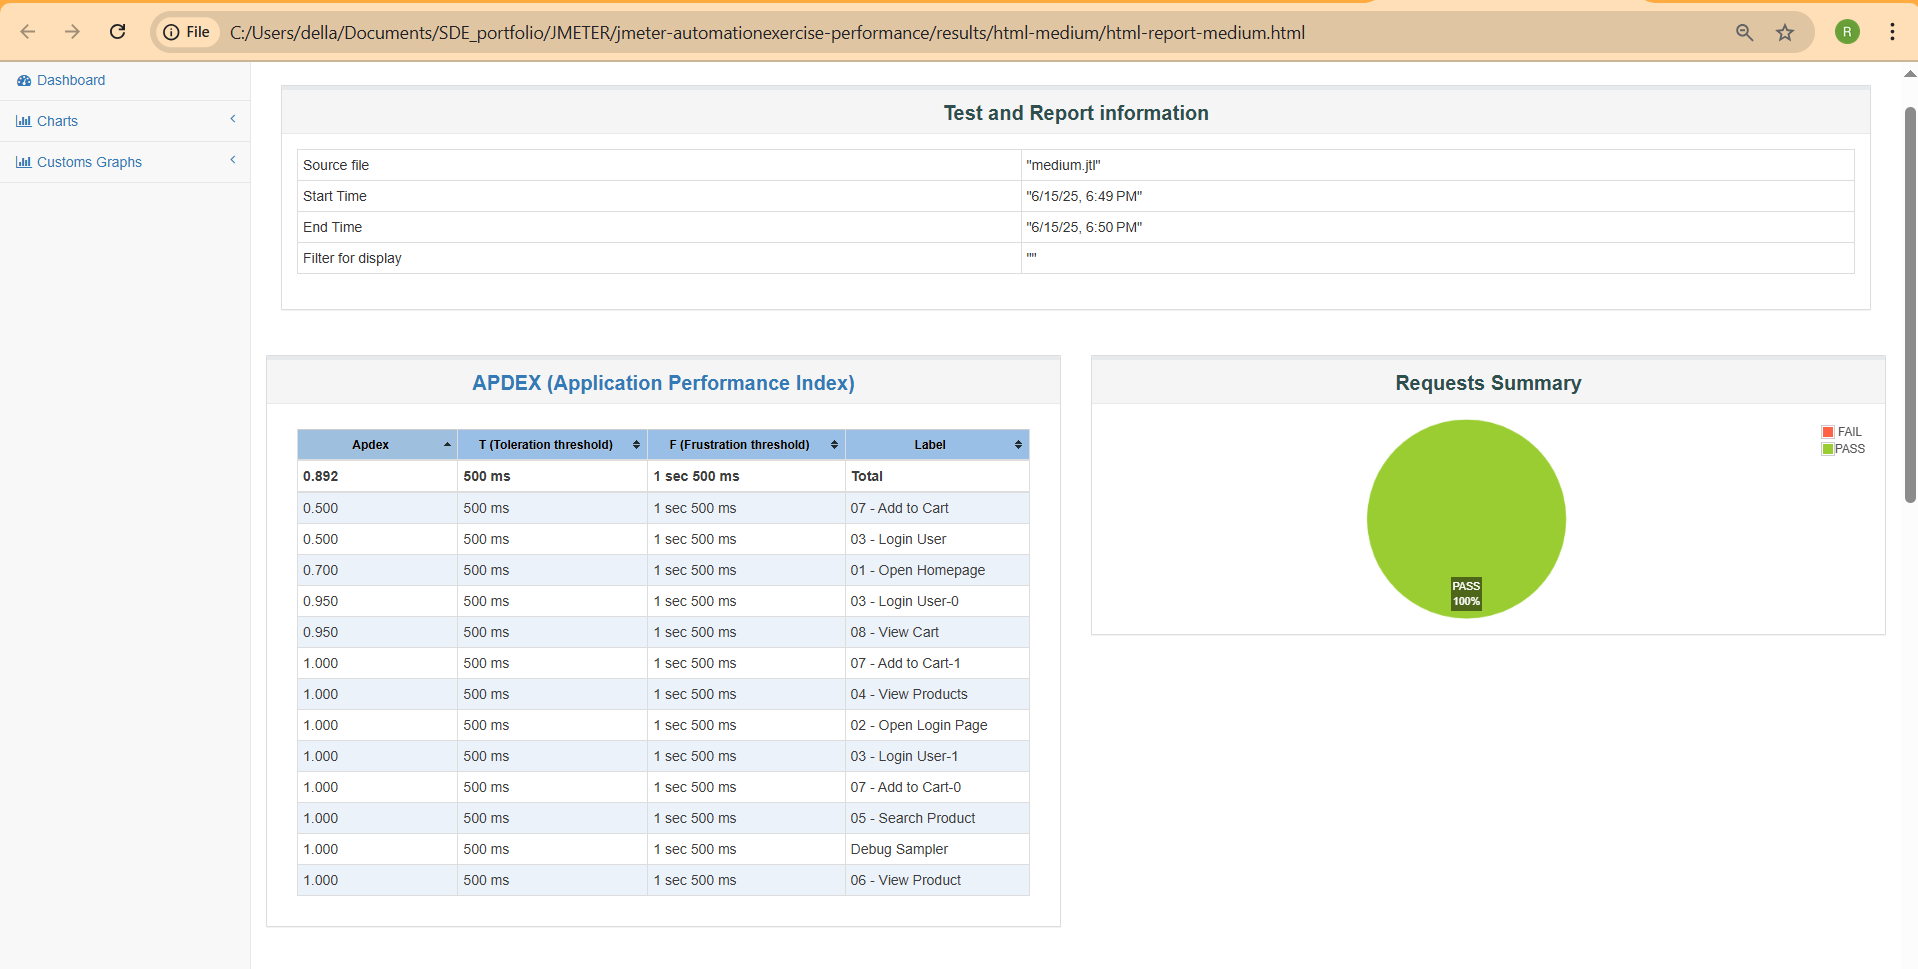 File C:/Users/della/Documents/SDE_portfolio/JMETER/jmeter-automationexercise-performance/results/html-medium/html-report-medium.html R
Dashboard
Charts
Customs Graphs
Test and Report information
Source file "medium.jtl"
Start Time "6/15/25, 6:49 PM"
End Time "6/15/25, 6:50 PM"
Filter for display ""
APDEX (Application Performance Index)
Apdex T (Toleration threshold) F (Frustration threshold) Label
0.892 500 ms 1 sec 500 ms Total
0.500 500 ms 1 sec 500 ms 07 - Add to Cart
0.500 500 ms 1 sec 500 ms 03 - Login User
0.700 500 ms 1 sec 500 ms 01 - Open Homepage
0.950 500 ms 1 sec 500 ms 03 - Login User-0
0.950 500 ms 1 sec 500 ms 08 - View Cart
1.000 500 ms 1 sec 500 ms 07 - Add to Cart-1
1.000 500 ms 1 sec 500 ms 04 - View Products
1.000 500 ms 1 sec 500 ms 02 - Open Login Page
1.000 500 ms 1 sec 500 ms 03 - Login User-1
1.000 500 ms 1 sec 500 ms 07 - Add to Cart-0
1.000 500 ms 1 sec 500 ms 05 - Search Product
1.000 500 ms 1 sec 500 ms Debug Sampler
1.000 500 ms 1 sec 500 ms 06 - View Product
Requests Summary
FAIL
PASS
PASS
100%